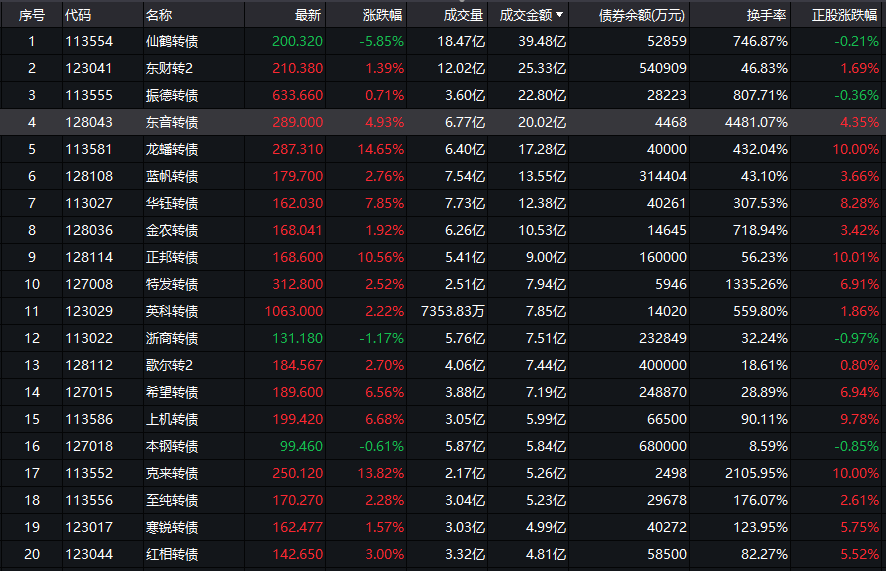 序号 代码 名称 最新 涨跌幅 成交量 成交金额 债券余额(万元) 换手率 正股涨跌幅
1 113554 仙鹤转债 200.320 -5.85% 18.47亿 39.48亿 52859 746.87% -0.21%
2 123041 东财转2 210.380 1.39% 12.02亿 25.33亿 540909 46.83% 1.69%
3 113555 振德转债 633.660 0.71% 3.60亿 22.80亿 28223 807.71% -0.36%
4 128043 东音转债 289.000 4.93% 6.77亿 20.02亿 4468 4481.07% 4.35%
5 113581 龙蟠转债 287.310 14.65% 6.40亿 17.28亿 40000 432.04% 10.00%
6 128108 蓝帆转债 179.700 2.76% 7.54亿 13.55亿 314404 43.10% 3.66%
7 113027 华钰转债 162.030 7.85% 7.73亿 12.38亿 40261 307.53% 8.28%
8 128036 金农转债 168.041 1.92% 6.26亿 10.53亿 14645 718.94% 3.42%
9 128114 正邦转债 168.600 10.56% 5.41亿 9.00亿 160000 56.23% 10.01%
10 127008 特发转债 312.800 2.52% 2.51亿 7.94亿 5946 1335.26% 6.91%
11 123029 英科转债 1063.000 2.22% 7353.83万 7.85亿 14020 559.80% 1.86%
12 113022 浙商转债 131.180 -1.17% 5.76亿 7.51亿 232849 32.24% -0.97%
13 128112 歌尔转2 184.567 2.70% 4.06亿 7.44亿 400000 18.61% 0.80%
14 127015 希望转债 189.600 6.56% 3.88亿 7.19亿 248870 28.89% 6.94%
15 113586 上机转债 199.420 6.68% 3.05亿 5.99亿 66500 90.11% 9.78%
16 127018 本钢转债 99.460 -0.61% 5.87亿 5.84亿 680000 8.59% -0.85%
17 113552 克来转债 250.120 13.82% 2.17亿 5.26亿 2498 2105.95% 10.00%
18 113556 至纯转债 170.270 2.28% 3.04亿 5.23亿 29678 176.07% 2.61%
19 123017 寒锐转债 162.477 1.57% 3.03亿 4.99亿 40272 123.95% 5.75%
20 123044 红相转债 142.650 3.00% 3.32亿 4.81亿 58500 82.27% 5.52%